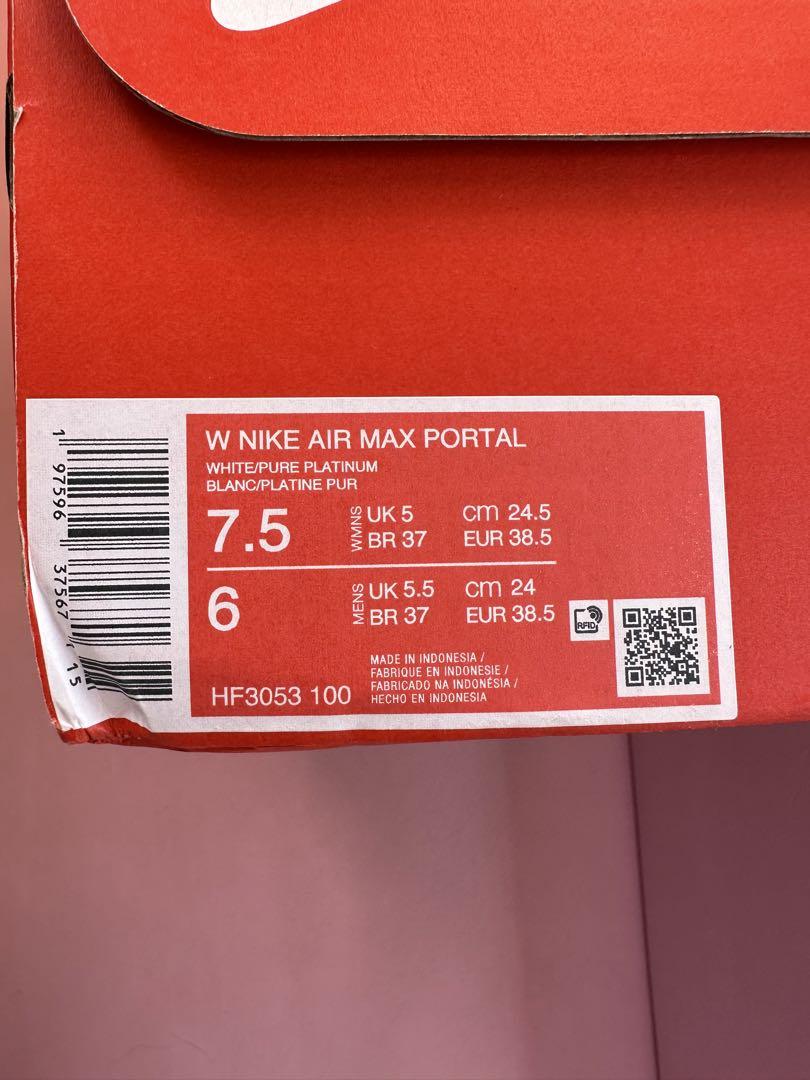 W NIKE AIR MAX PORTAL
WHITE/PURE PLATINUM
BLANC/PLATINE PUR
7.5 WMNS UK 5 cm 24.5
BR 37 EUR 38.5
6 MENS UK 5.5 cm 24
BR 37 EUR 38.5
RFID
MADE IN INDONESIA /
FABRIQUE EN INDONESIE /
FABRICADO NA INDONÉSIA /
HECHO EN INDONESIA
HF3053 100
1 97596 37567 15